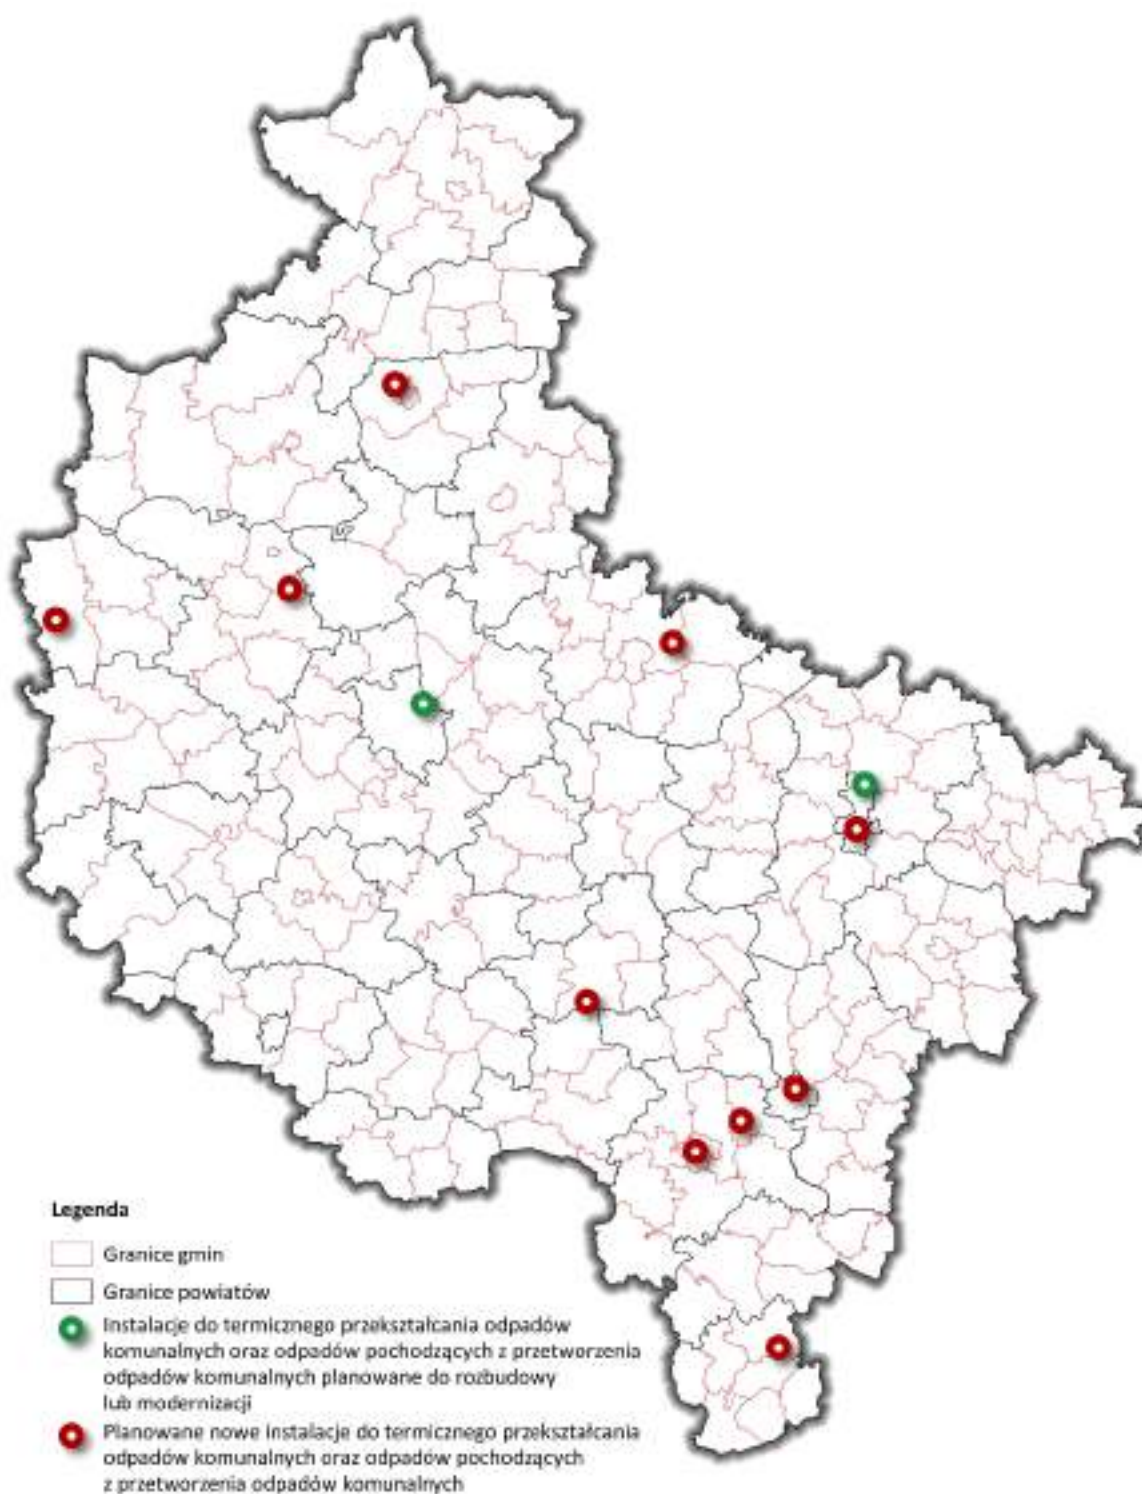 Legenda
Granice gmin
Granice powiatów
Instalacje do termicznego przekształcania odpadów
komunalnych oraz odpadów pochodzących z przetworzenia
odpadów komunalnych planowane do rozbudowy
lub modernizacji
Planowane nowe instalacje do termicznego przekształcania
odpadów komunalnych oraz odpadów pochodzących
z przetworzenia odpadów komunalnych